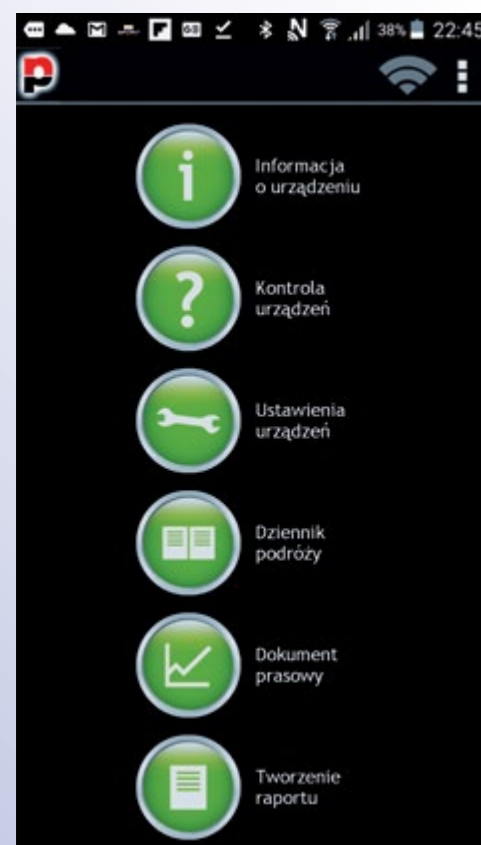 38% 22:45
Informacja
o urządzeniu
Kontrola
urządzeń
Ustawienia
urządzeń
Dziennik
podróży
Dokument
prasowy
Tworzenie
raportu